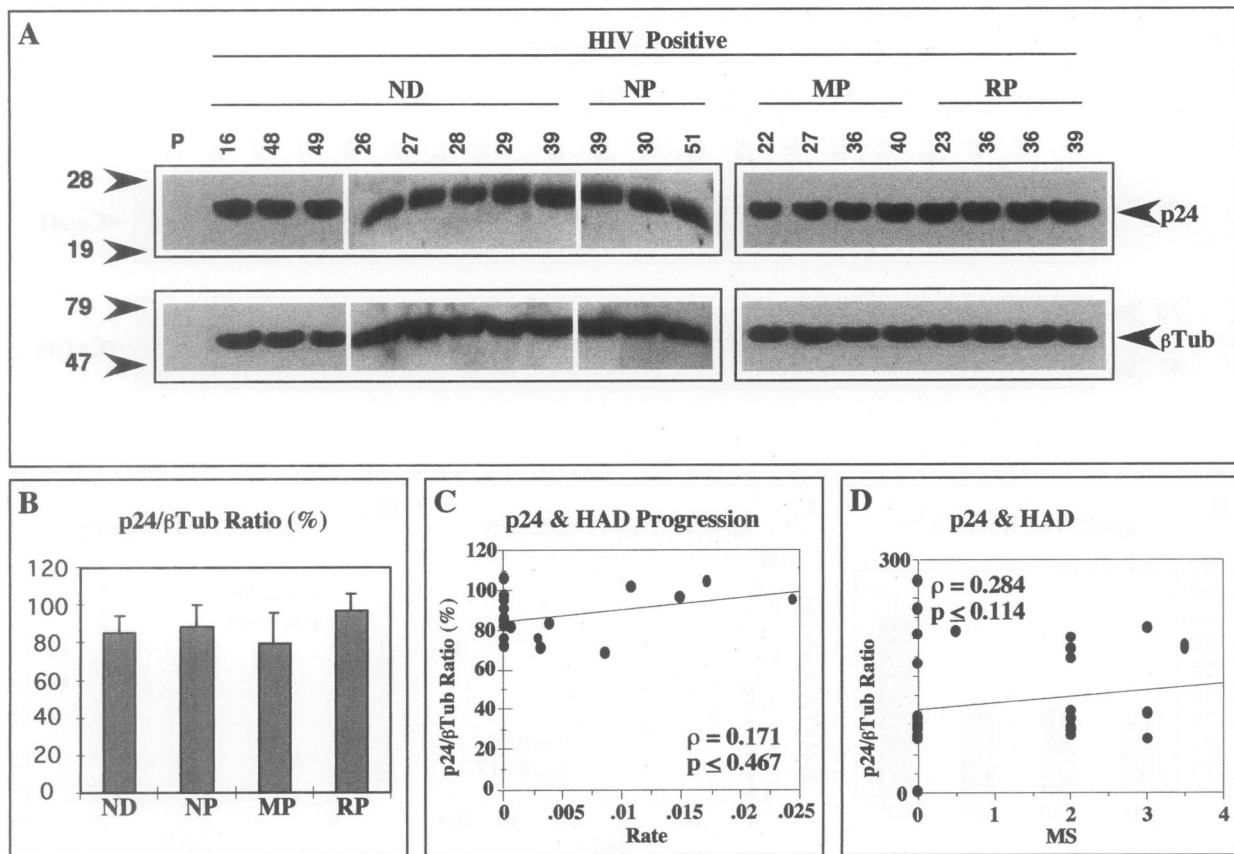 A
HIV Positive
ND NP MP RP
P 16 48 49 26 27 28 29 39 39 30 51 22 27 36 40 23 36 36 39
28
p24
19
79
βTub
47
B
p24/βTub Ratio (%)
120
100
80
60
40
20
0
ND NP MP RP
C
p24 & HAD Progression
p24/βTub Ratio (%)
120
100
80
60
40
20
0
ρ = 0.171
p ≤ 0.467
0 .005 .01 .015 .02 .025
Rate
D
p24 & HAD
p24/βTub Ratio
300
0
ρ = 0.284
p ≤ 0.114
0 1 2 3 4
MS